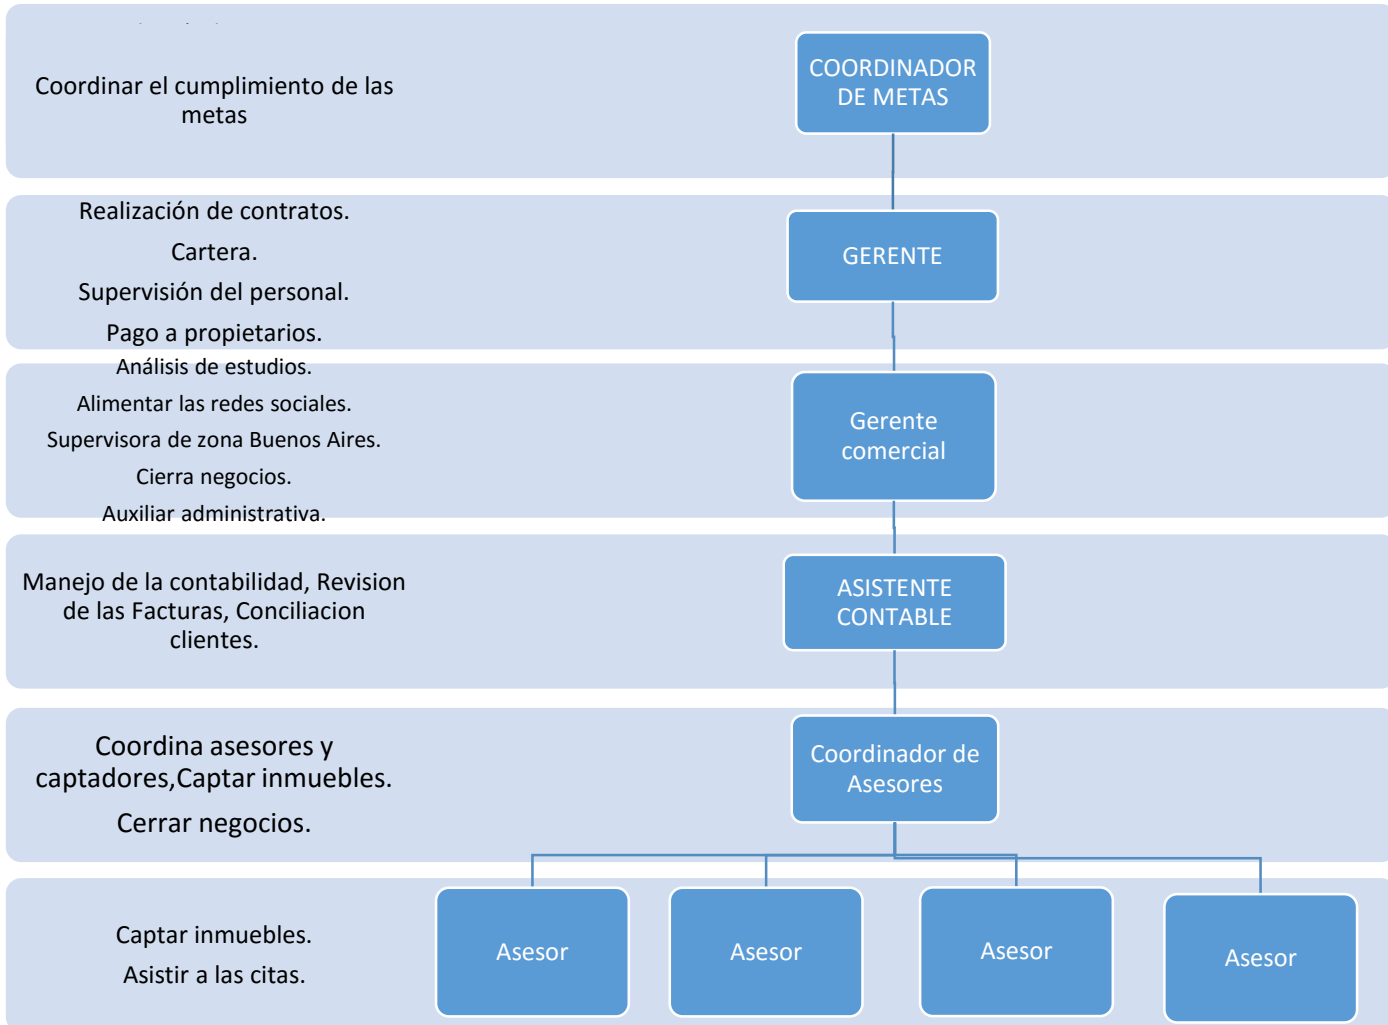 Coordinar el cumplimiento de las
metas
COORDINADOR
DE METAS
Realización de contratos.
Cartera.
Supervisión del personal.
Pago a propietarios.
GERENTE
Análisis de estudios.
Alimentar las redes sociales.
Supervisora de zona Buenos Aires.
Cierra negocios.
Auxiliar administrativa.
Gerente
comercial
Manejo de la contabilidad, Revision
de las Facturas, Conciliacion
clientes.
ASISTENTE
CONTABLE
Coordina asesores y
captadores,Captar inmuebles.
Cerrar negocios.
Coordinador de
Asesores
Captar inmuebles.
Asistir a las citas.
Asesor
Asesor
Asesor
Asesor